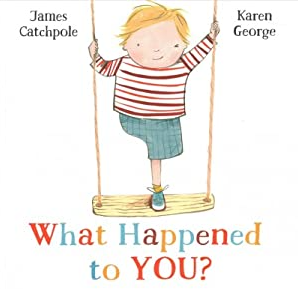 James Catchpole
Karen George
What Happened
to YOU?